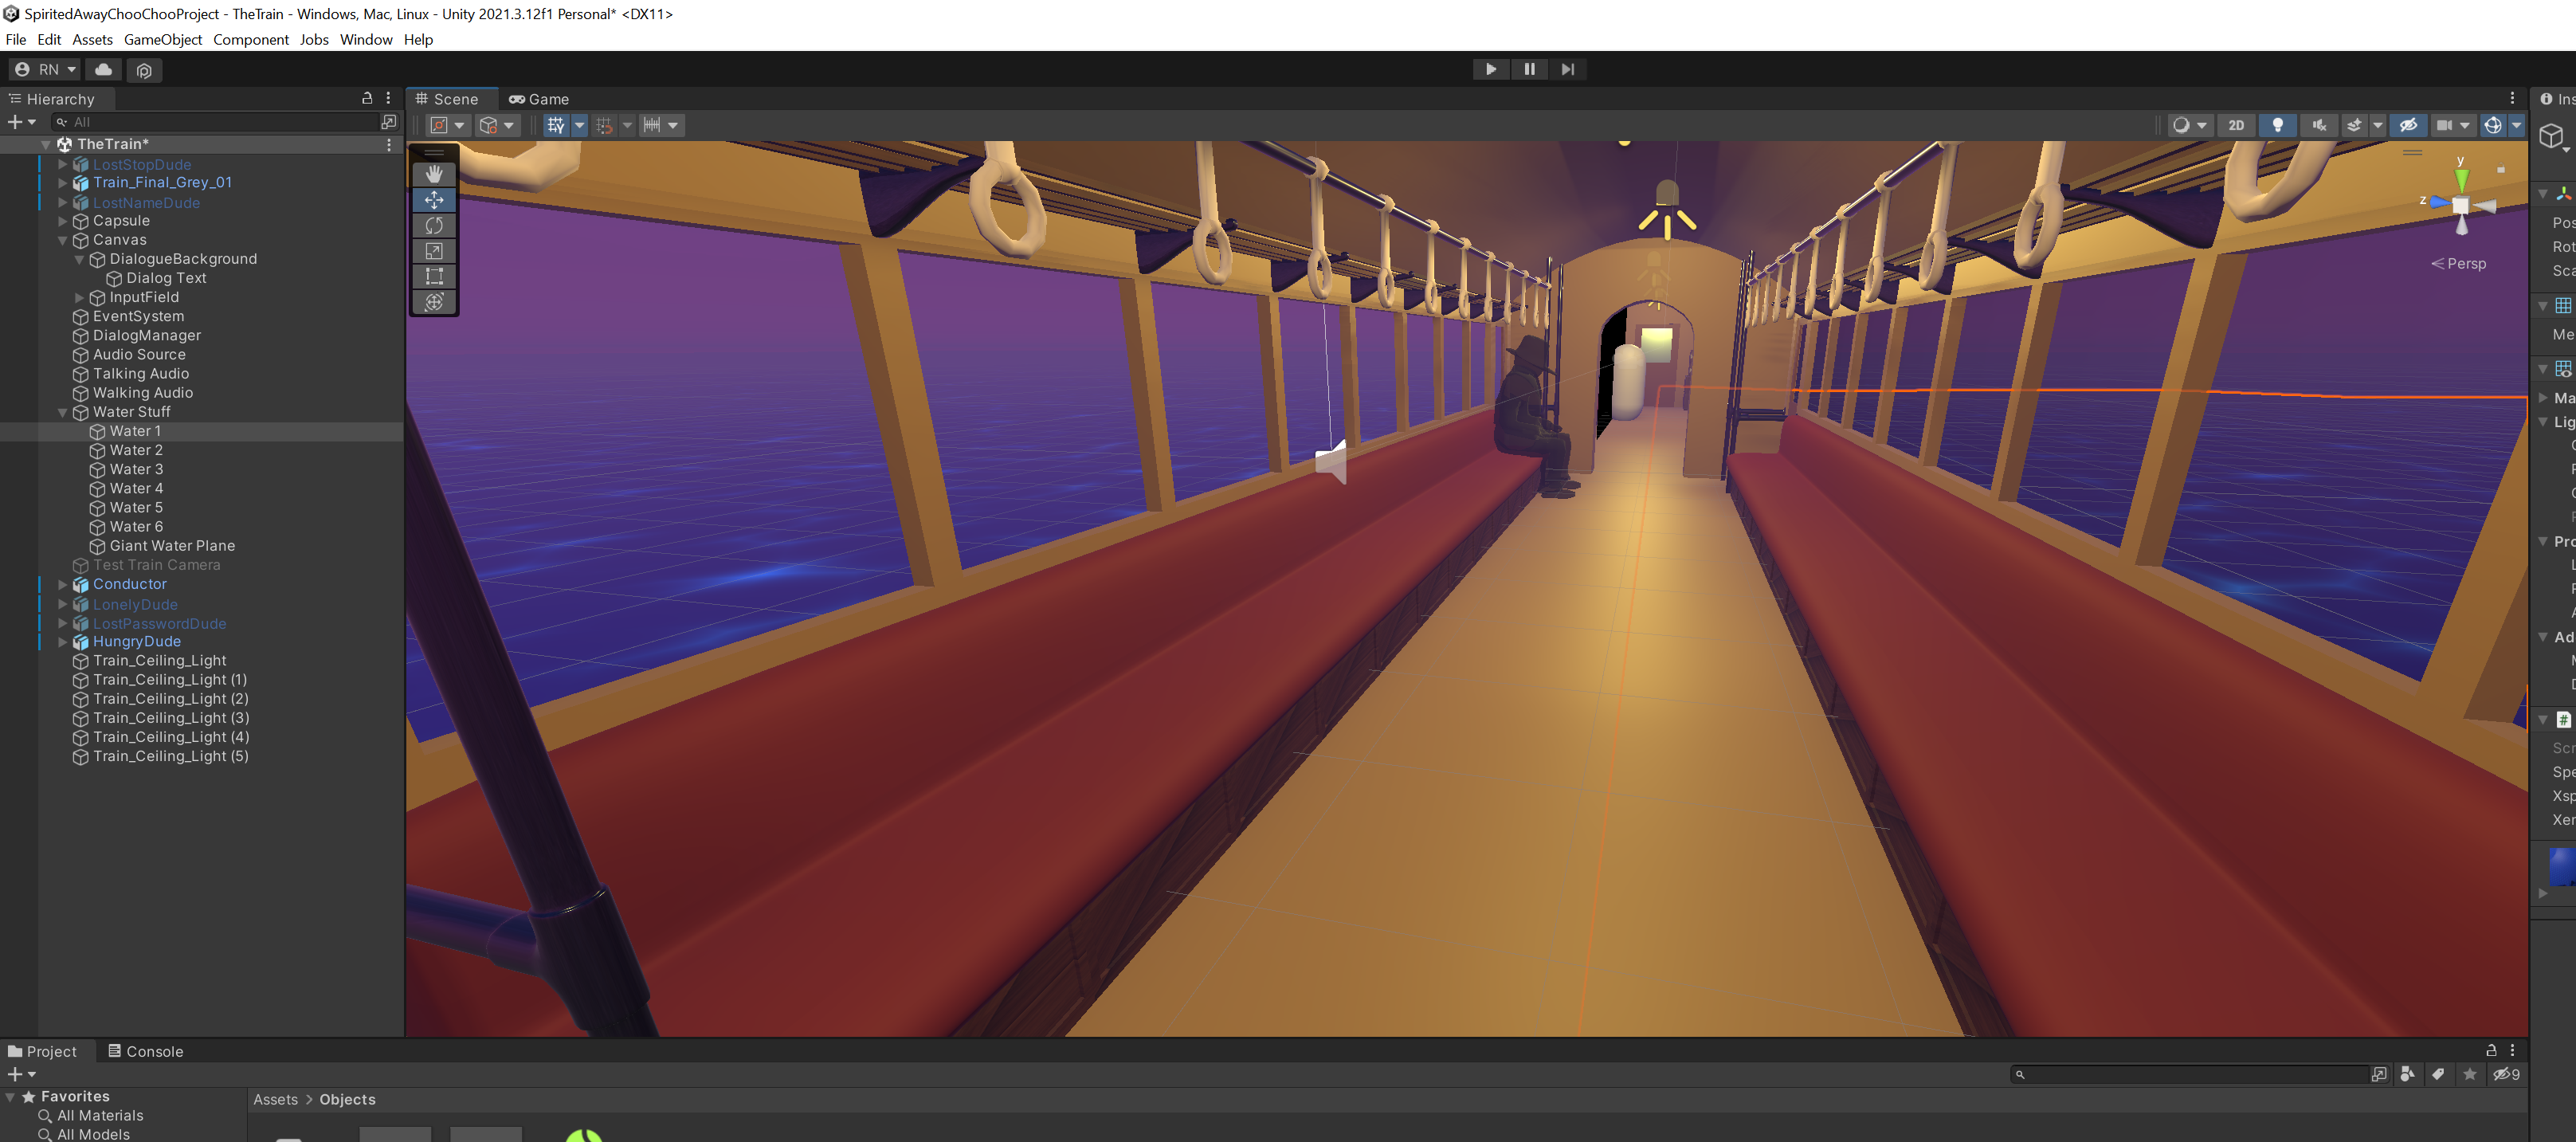 SpiritedAwayChooChooProject - TheTrain - Windows, Mac, Linux - Unity 2021.3.12f1 Personal* <DX11>
File Edit Assets GameObject Component Jobs Window Help
RN
Hierarchy
Scene
Game
Ins
All
2D
TheTrain*
LostStopDude
Train_Final_Grey_01
LostNameDude
Capsule
Canvas
DialogueBackground
Dialog Text
InputField
EventSystem
DialogManager
Audio Source
Talking Audio
Walking Audio
Water Stuff
Water 1
Water 2
Water 3
Water 4
Water 5
Water 6
Giant Water Plane
Test Train Camera
Conductor
LonelyDude
LostPasswordDude
HungryDude
Train_Ceiling_Light
Train_Ceiling_Light (1)
Train_Ceiling_Light (2)
Train_Ceiling_Light (3)
Train_Ceiling_Light (4)
Train_Ceiling_Light (5)
y
z
< Persp
Pos
Rot
Sca
Me
Ma
Lig
Pro
Ad
#
Scr
Spe
Xsp
Xer
Project
Console
9
Favorites
All Materials
All Models
Assets > Objects